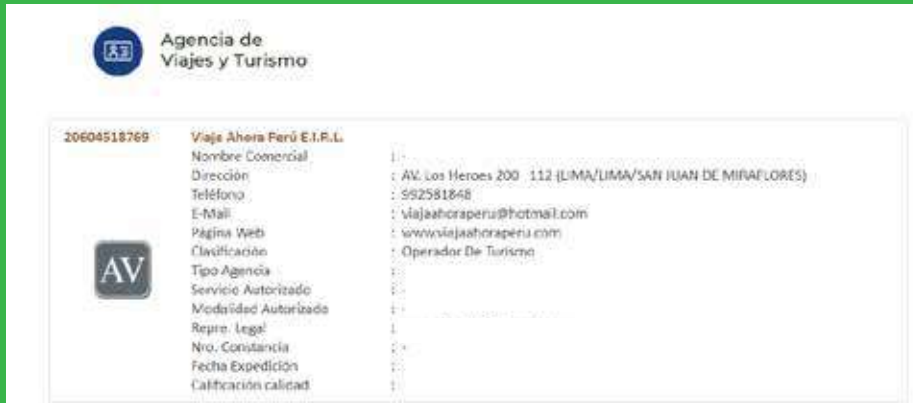 Agencia de
Viajes y Turismo
20604518769 Viaje Ahora Perú E.I.R.L.
Nombre Comercial : -
Dirección : AV. Los Heroes 200 112 (LIMA/LIMA/SAN JUAN DE MIRAFLORES)
Teléfono : 992581848
E-Mail : viajaahoraperu@hotmail.com
Página Web : www.viajaahoraperu.com
Clasificación : Operador De Turismo
AV
Tipo Agencia :
Servicio Autorizado : -
Modalidad Autorizado : -
Repre. Legal :
Nro. Constancia : -
Fecha Expedición :
Calificación calidad :